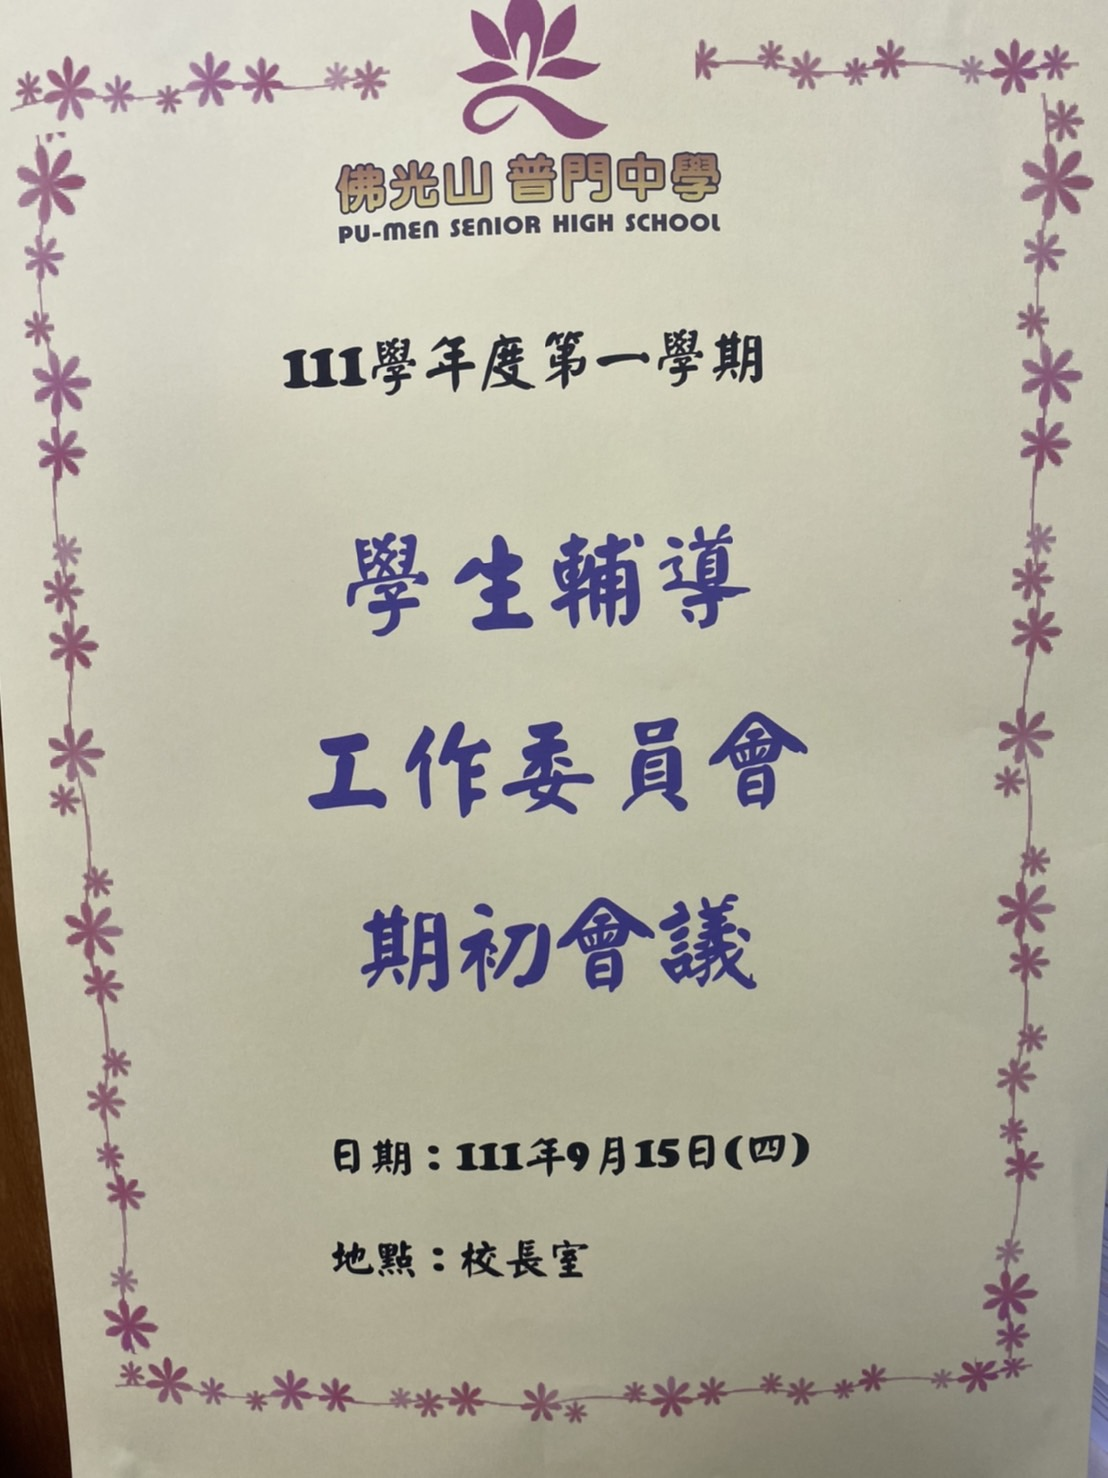 佛光山 普門中學
PU-MEN SENIOR HIGH SCHOOL
111學年度第一學期
學生輔導
工作委員會
期初會議
日期：111年9月15日(四)
地點：校長室